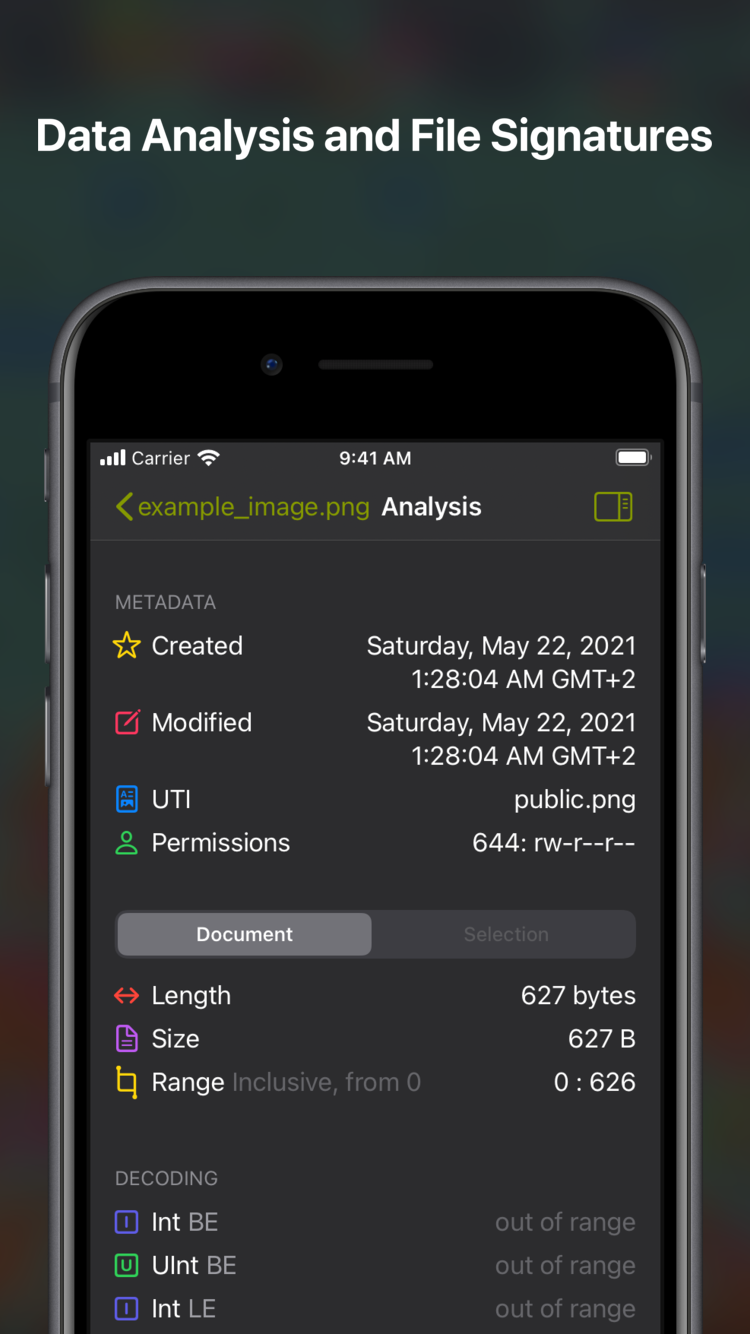 Data Analysis and File Signatures
Carrier 9:41 AM
example_image.png Analysis
METADATA
Created Saturday, May 22, 2021
1:28:04 AM GMT+2
Modified Saturday, May 22, 2021
1:28:04 AM GMT+2
UTI public.png
Permissions 644: rw-r--r--
Document Selection
Length 627 bytes
Size 627 B
Range Inclusive, from 0 0 : 626
DECODING
I Int BE out of range
U UInt BE out of range
I Int LE out of range